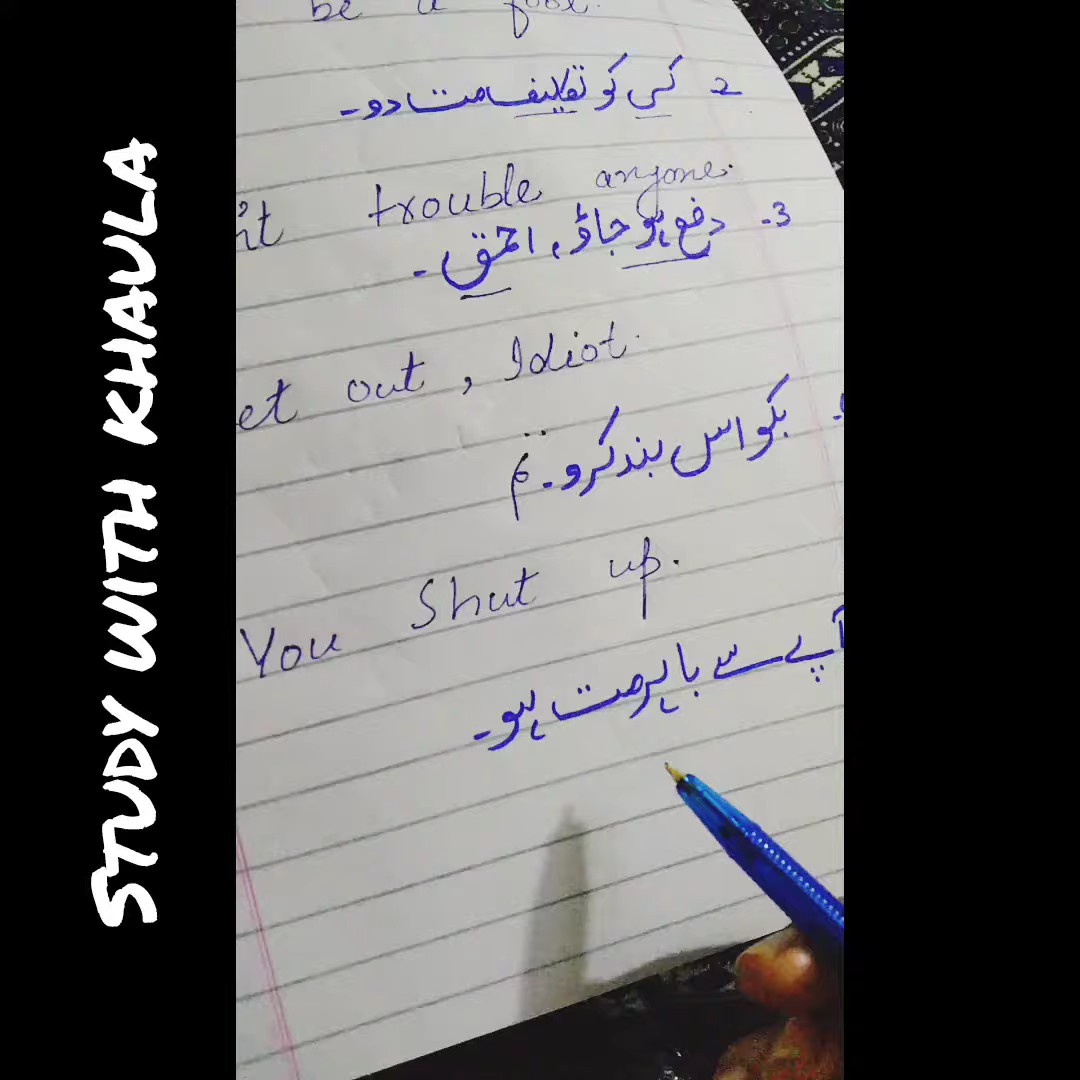 STUDY WITH KHAULA
be a fool.
2 کسی کو تکلیف مت دو۔
n't trouble anyone.
3- دفع ہو جاؤ، احمق۔
et out, Idiot.
بکواس بند کرو۔ تم
You Shut up.
آپے سے باہر مت ہو۔